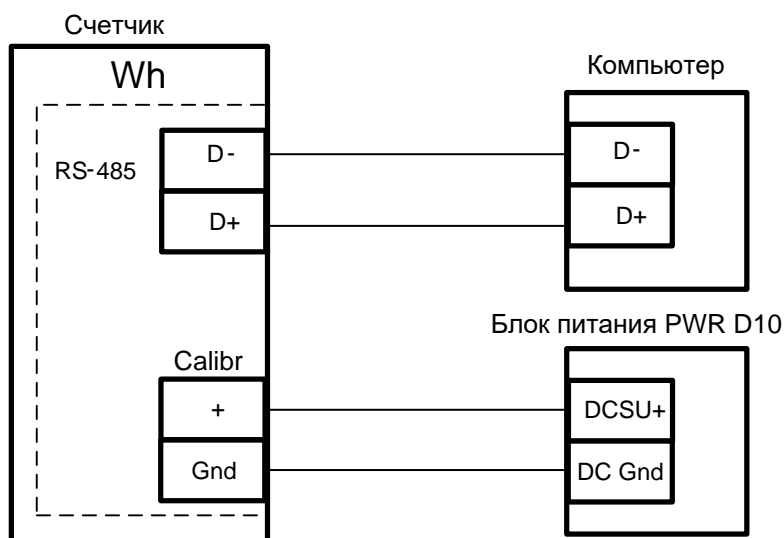 Счетчик
Wh
Компьютер
RS-485
D-
D-
D+
D+
Блок питания PWR D10
Calibr
+
DCSU+
Gnd
DC Gnd